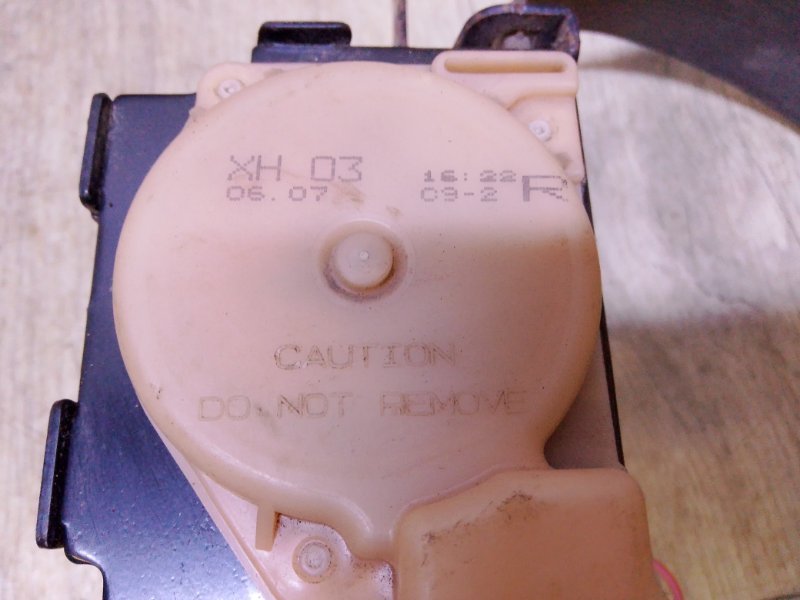 XH 03 16:22
06.07 09-2 R
CAUTION
DO NOT REMOVE